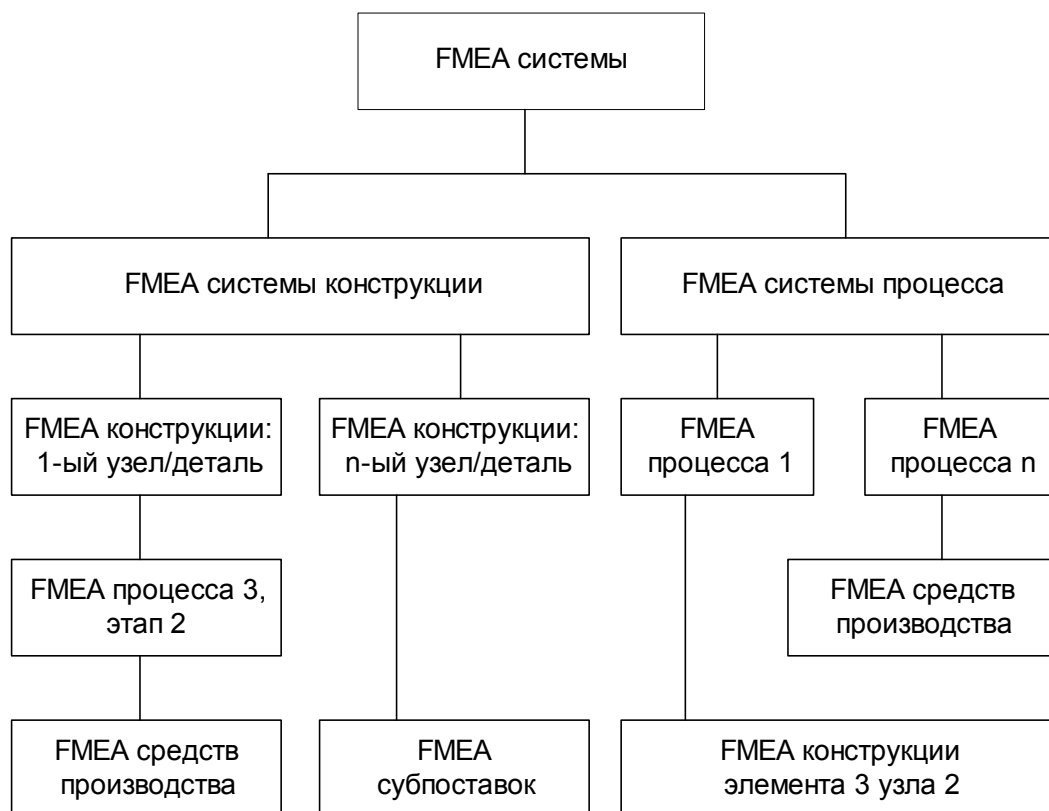 FMEA системы
FMEA системы конструкции
FMEA системы процесса
FMEA конструкции:
1-ый узел/деталь
FMEA конструкции:
n-ый узел/деталь
FMEA
процесса 1
FMEA
процесса n
FMEA процесса 3,
этап 2
FMEA средств
производства
FMEA средств
производства
FMEA
субпоставок
FMEA конструкции
элемента 3 узла 2